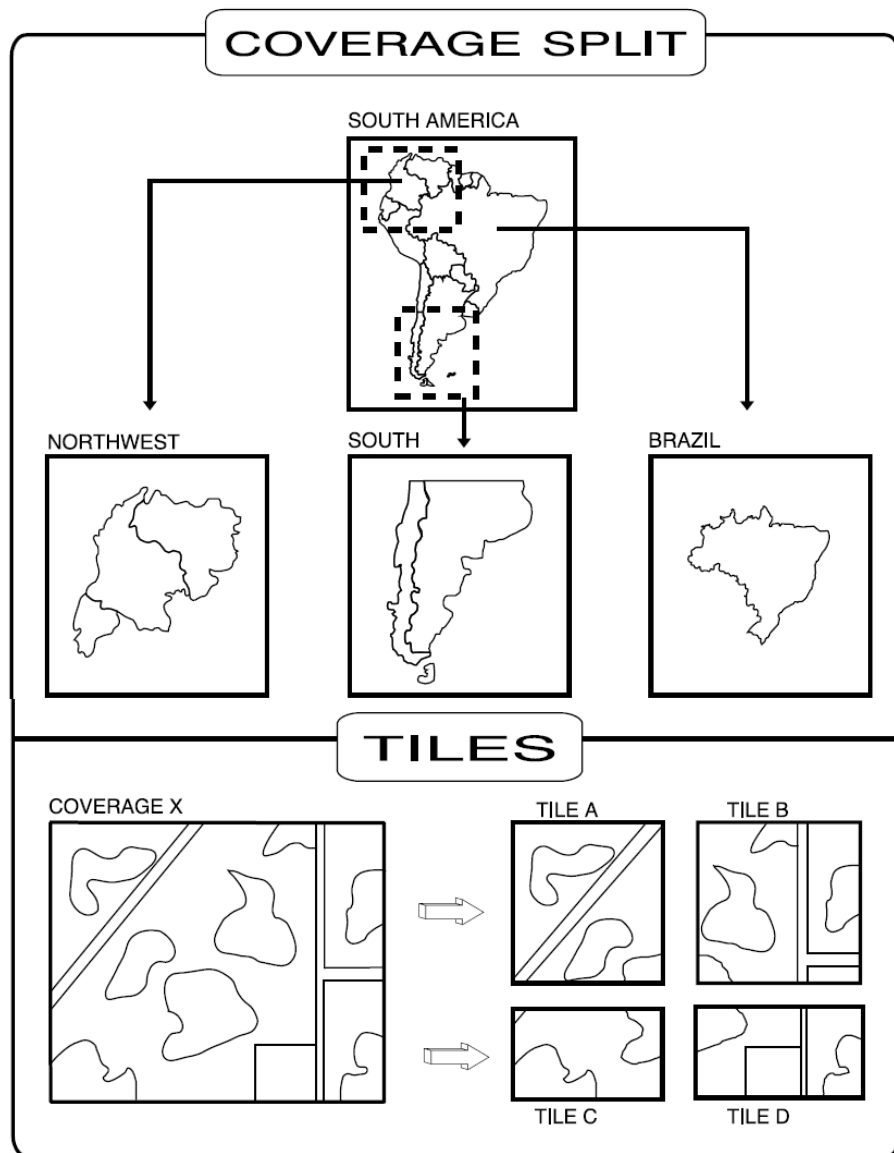 COVERAGE SPLIT
SOUTH AMERICA
NORTHWEST
SOUTH
BRAZIL
TILES
COVERAGE X
TILE A
TILE B
TILE C
TILE D